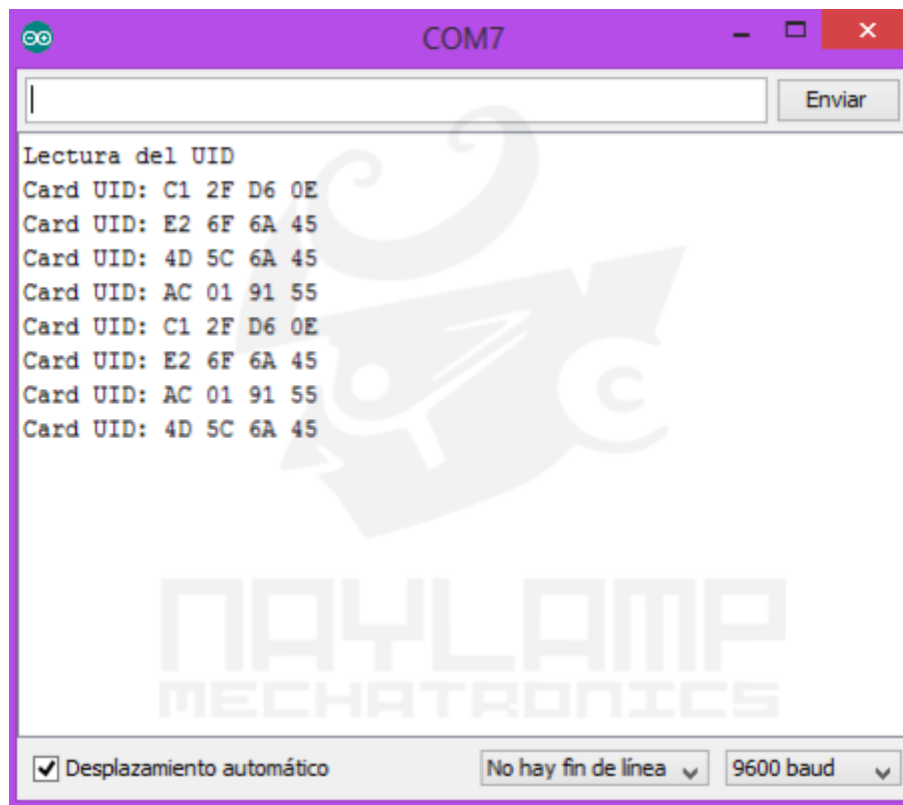 COM7
Enviar
Lectura del UID
Card UID: C1 2F D6 0E
Card UID: E2 6F 6A 45
Card UID: 4D 5C 6A 45
Card UID: AC 01 91 55
Card UID: C1 2F D6 0E
Card UID: E2 6F 6A 45
Card UID: AC 01 91 55
Card UID: 4D 5C 6A 45
NAYLAMP
MECHATRONICS
Desplazamiento automático
No hay fin de línea
9600 baud